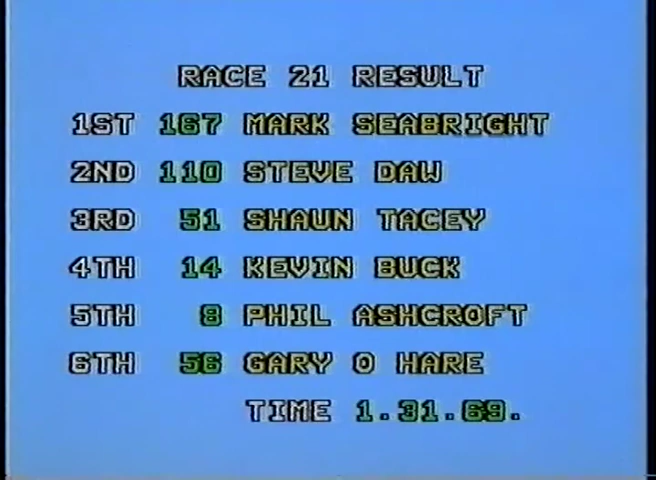 RACE 21 RESULT
1ST 167 MARK SEABRIGHT
2ND 110 STEVE DAW
3RD 51 SHAUN TACEY
4TH 14 KEVIN BUCK
5TH 8 PHIL ASHCROFT
6TH 56 GARY O HARE
TIME 1.31.69.